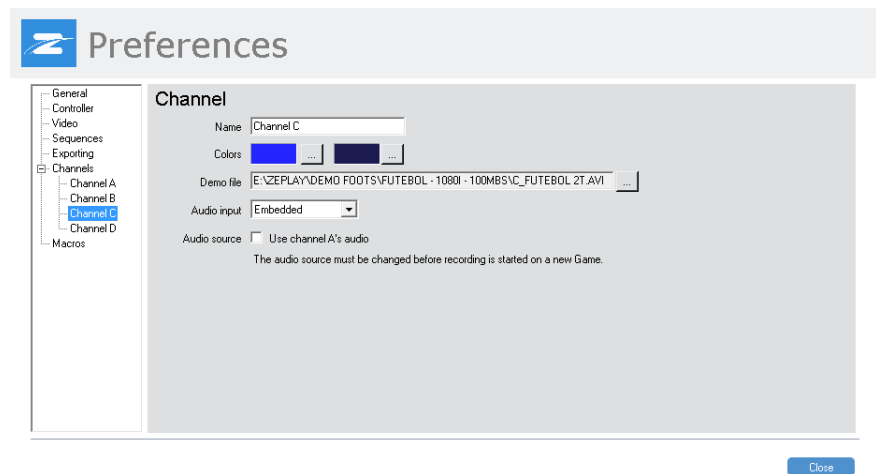 Preferences
General
Controller
Video
Sequences
Exporting
Channels
Channel A
Channel B
Channel C
Channel D
Macros
Channel
Name Channel C
Colors ... ...
Demo file E:\ZEPLAY\DEMO FOOTS\FUTEBOL - 1080I - 100MBS\C_FUTEBOL 2T.AVI ...
Audio input Embedded
Audio source Use channel A's audio
The audio source must be changed before recording is started on a new Game.
Close